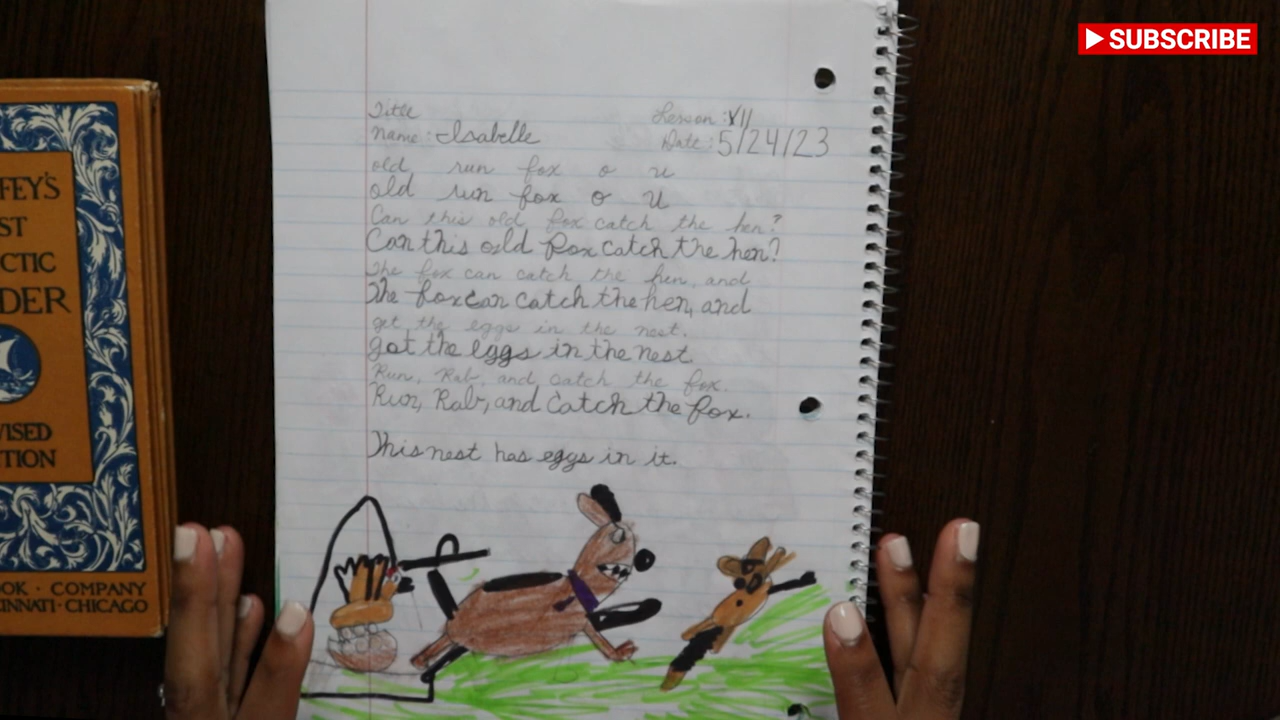 SUBSCRIBE
FEY'S
ST
CTIC
DER
VISED
TION
OOK · COMPANY
CINNATI · CHICAGO
Title
Lesson : VII
Name : Isabelle
Date : 5/24/23
old run fox o u
old run fox o u
Can this old fox catch the hen?
Can this old fox catch the hen?
The fox can catch the hen, and
The fox can catch the hen, and
get the eggs in the nest.
get the eggs in the nest.
Run, Rab, and catch the fox.
Run, Rab, and catch the fox.
This nest has eggs in it.